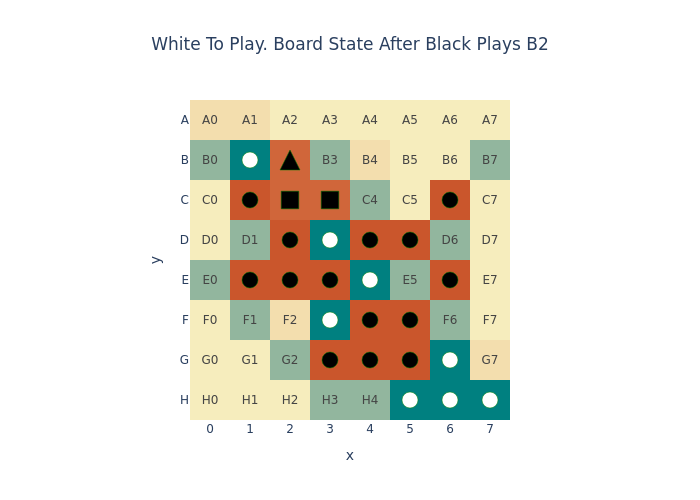 White To Play. Board State After Black Plays B2
A A0 A1 A2 A3 A4 A5 A6 A7
B B0 B3 B4 B5 B6 B7
C C0 C4 C5 C7
D D0 D1 D6 D7
y
E E0 E5 E7
F F0 F1 F2 F6 F7
G G0 G1 G2 G7
H H0 H1 H2 H3 H4
0 1 2 3 4 5 6 7
x